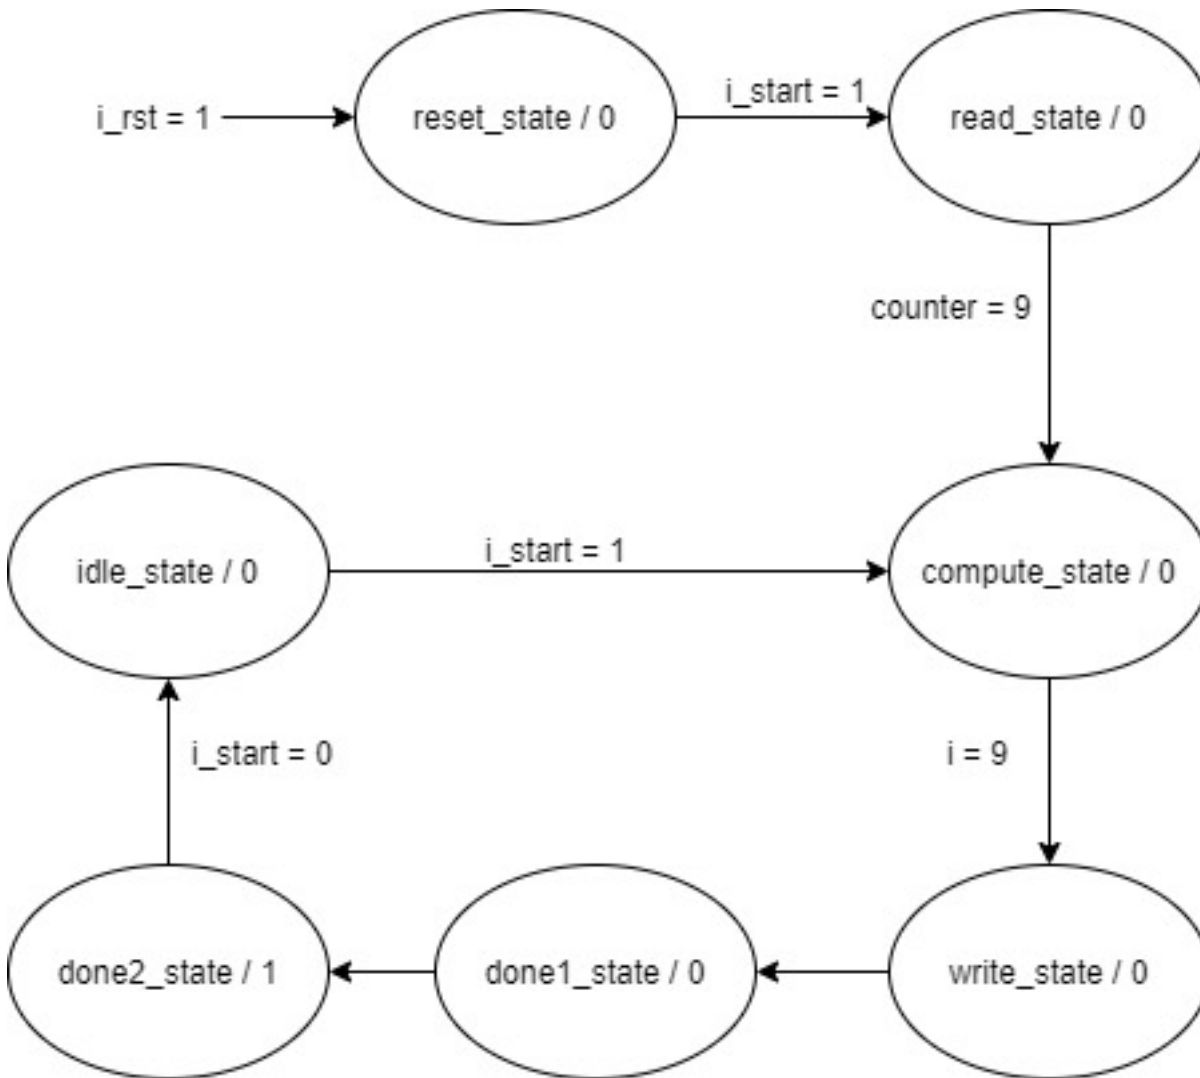 i_rst = 1
reset_state / 0
i_start = 1
read_state / 0
counter = 9
idle_state / 0
i_start = 1
compute_state / 0
i_start = 0
i = 9
done2_state / 1
done1_state / 0
write_state / 0